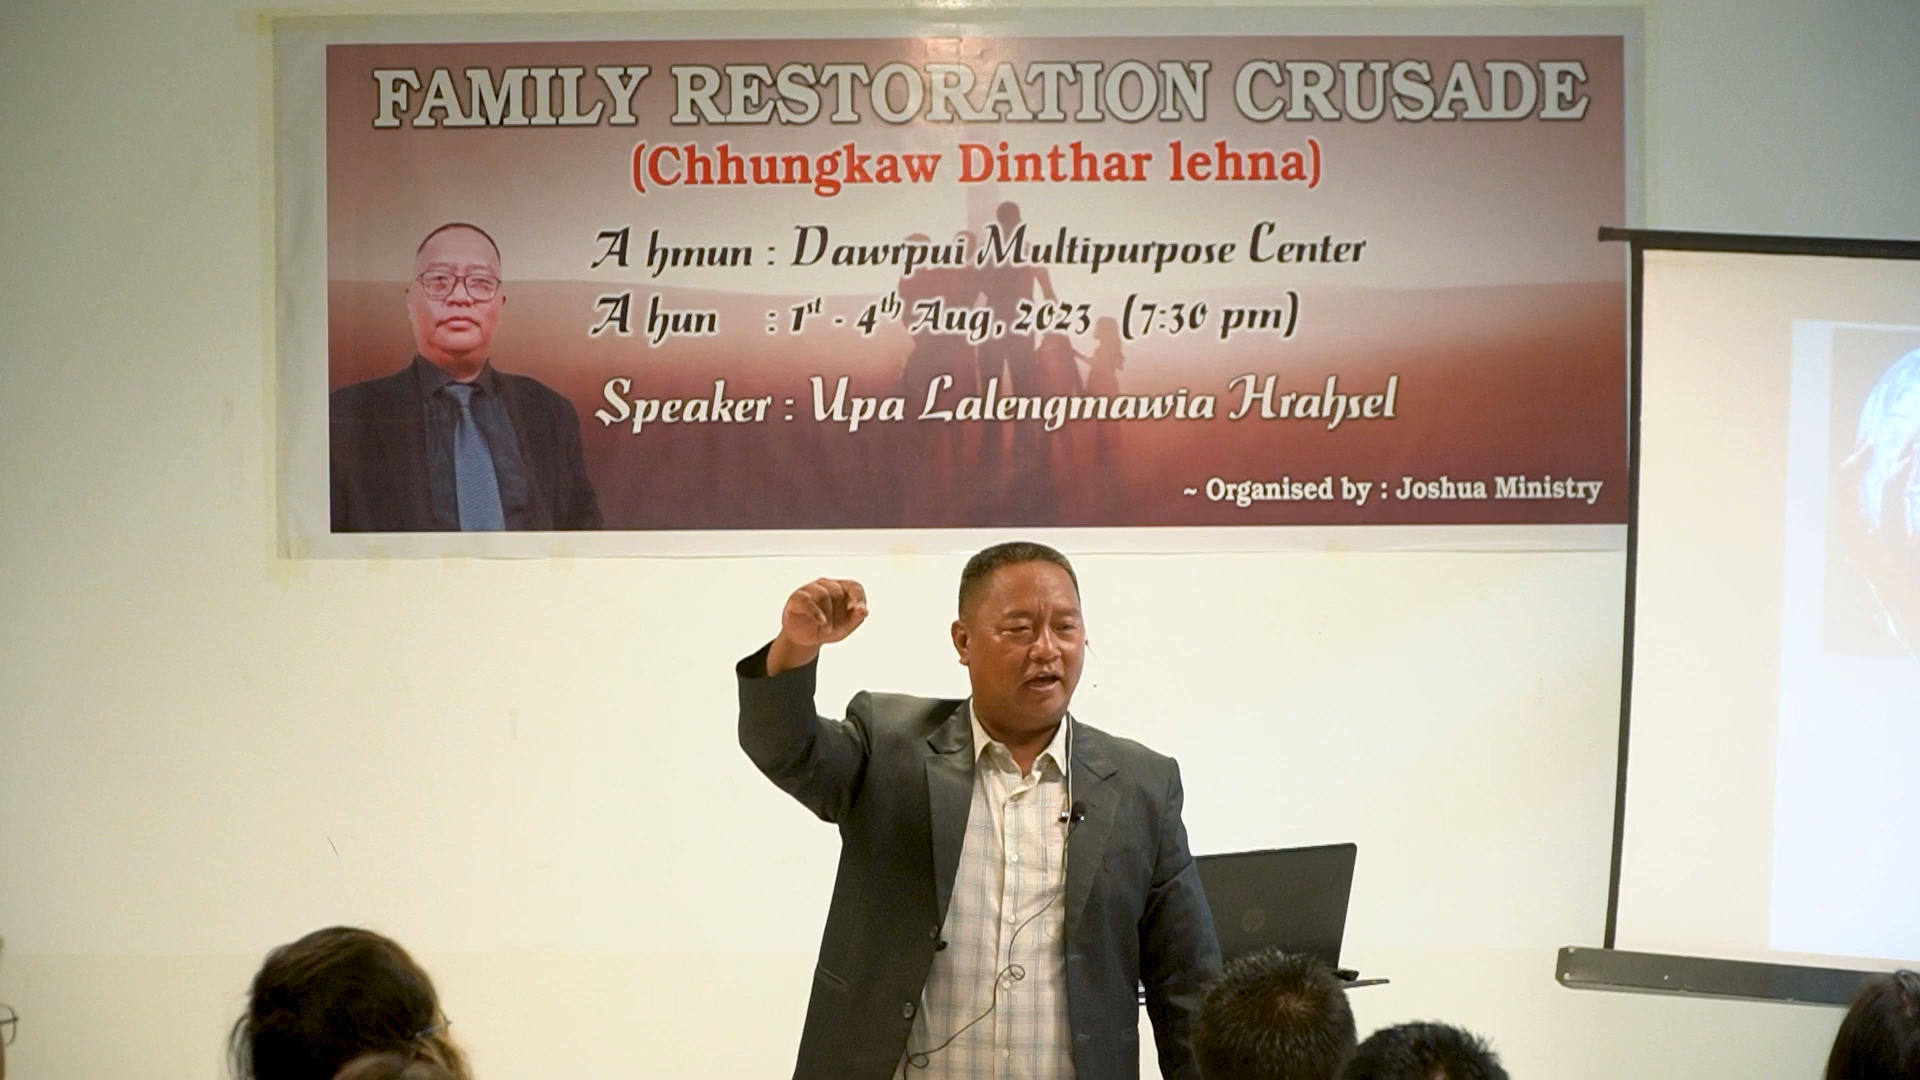 FAMILY RESTORATION CRUSADE
(Chhungkaw Dinthar lehna)
A hmun : Dawrpui Multipurpose Center
A hun : 1st - 4th Aug, 2023 (7:30 pm)
Speaker : Upa Lalengmawia Hrahsel
~ Organised by : Joshua Ministry